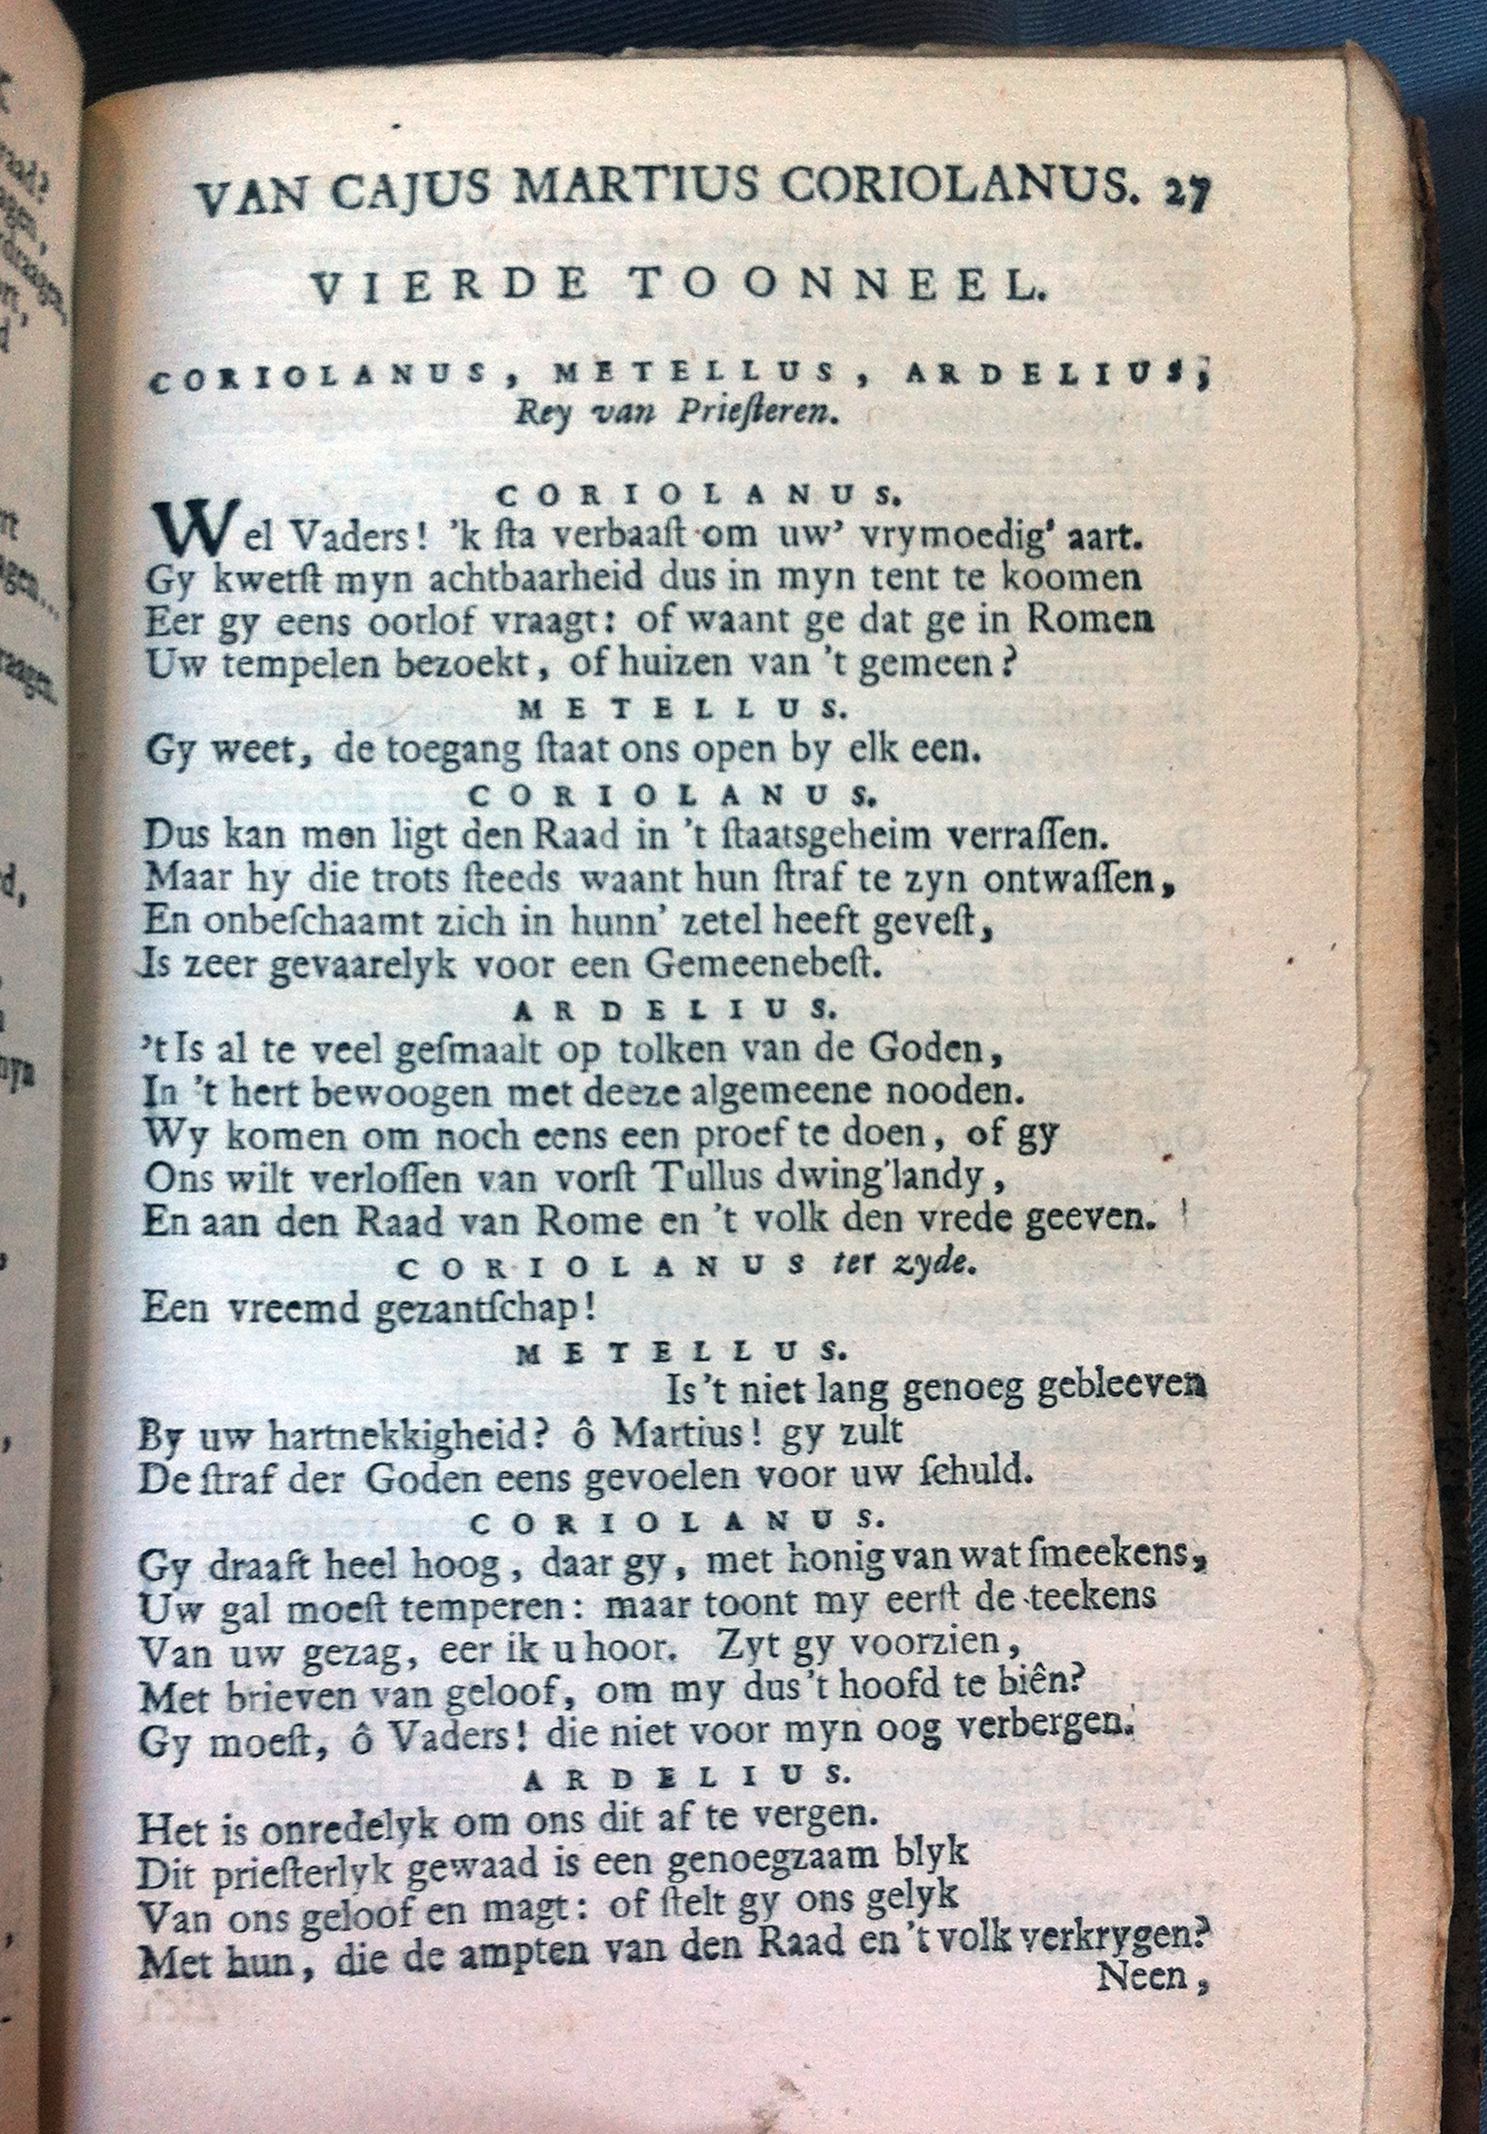 VAN CAJUS MARTIUS CORIOLANUS. 27
VIERDE TOONNEEL.
CORIOLANUS, METELLUS, ARDELIUS,
Rey van Prieſteren.
CORIOLANUS.
Wel Vaders! 'k ſta verbaaſt om uw' vrymoedig' aart.
Gy kwetſt myn achtbaarheid dus in myn tent te koomen
Eer gy eens oorlof vraagt: of waant ge dat ge in Romen
Uw tempelen bezoekt, of huizen van 't gemeen?
METELLUS.
Gy weet, de toegang ſtaat ons open by elk een.
CORIOLANUS.
Dus kan men ligt den Raad in 't ſtaatsgeheim verraſſen.
Maar hy die trots ſteeds waant hun ſtraf te zyn ontwaſſen,
En onbeſchaamt zich in hunn' zetel heeft geveſt,
Is zeer gevaarelyk voor een Gemeenebeſt.
ARDELIUS.
't Is al te veel geſmaalt op tolken van de Goden,
In 't hert bewoogen met deeze algemeene nooden.
Wy komen om noch eens een proef te doen, of gy
Ons wilt verloſſen van vorſt Tullus dwing'landy,
En aan den Raad van Rome en 't volk den vrede geeven.
CORIOLANUS ter zyde.
Een vreemd gezantſchap!
METELLUS.
Is 't niet lang genoeg gebleeven
By uw hartnekkigheid? ô Martius! gy zult
De ſtraf der Goden eens gevoelen voor uw ſchuld.
CORIOLANUS.
Gy draaft heel hoog, daar gy, met honig van wat ſmeekens,
Uw gal moeſt temperen: maar toont my eerſt de teekens
Van uw gezag, eer ik u hoor. Zyt gy voorzien,
Met brieven van geloof, om my dus 't hoofd te biên?
Gy moeſt, ô Vaders! die niet voor myn oog verbergen.
ARDELIUS.
Het is onredelyk om ons dit af te vergen.
Dit prieſterlyk gewaad is een genoegzaam blyk
Van ons geloof en magt: of ſtelt gy ons gelyk
Met hun, die de ampten van den Raad en 't volk verkrygen?
Neen,